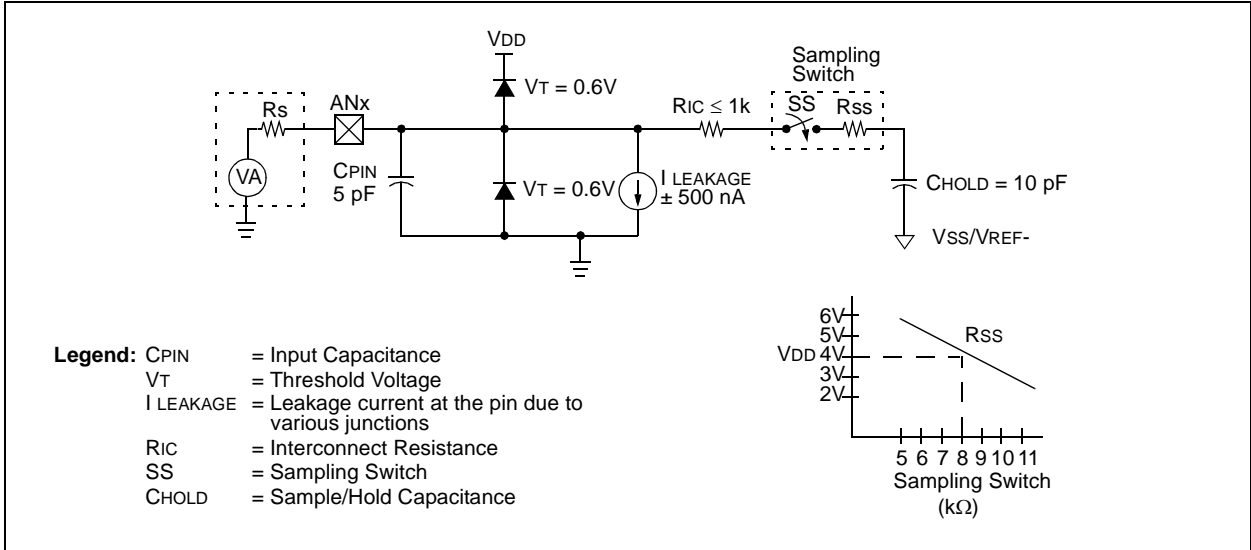 VDD
Sampling
Switch
VT = 0.6V
Rs
ANx
RIC ≤ 1k
SS
RSS
VA
CPIN
5 pF
VT = 0.6V
I LEAKAGE
± 500 nA
CHOLD = 10 pF
VSS/VREF-
6V
5V
VDD 4V
3V
2V
RSS
5 6 7 8 9 10 11
Sampling Switch
(kΩ)
Legend: CPIN = Input Capacitance
VT = Threshold Voltage
I LEAKAGE = Leakage current at the pin due to
various junctions
RIC = Interconnect Resistance
SS = Sampling Switch
CHOLD = Sample/Hold Capacitance